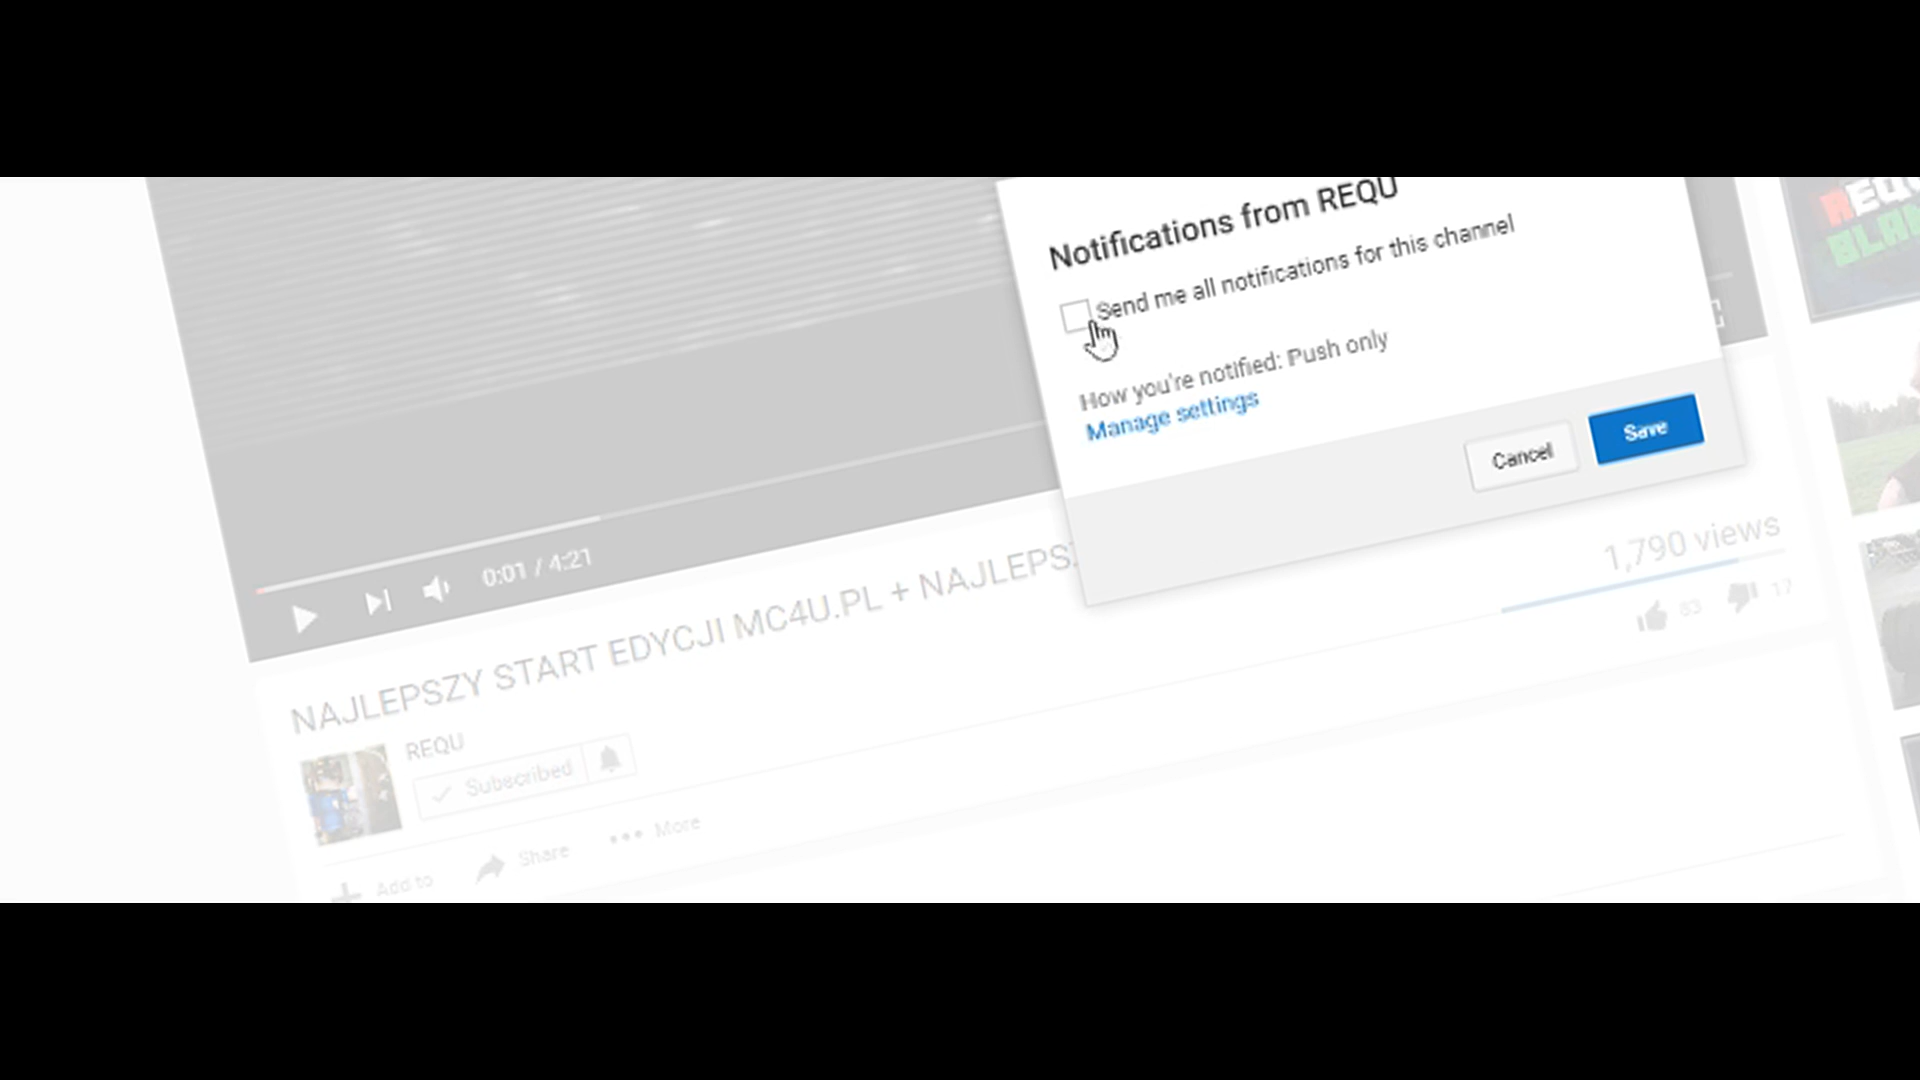 Notifications from REQU
Send me all notifications for this channel
How you're notified: Push only
Manage settings
Cancel
Save
0:01 / 4:21
1,790 views
83
17
NAJLEPSZY START EDYCJI MC4U.PL + 
REQU
Subscribed
Add to
Share
More